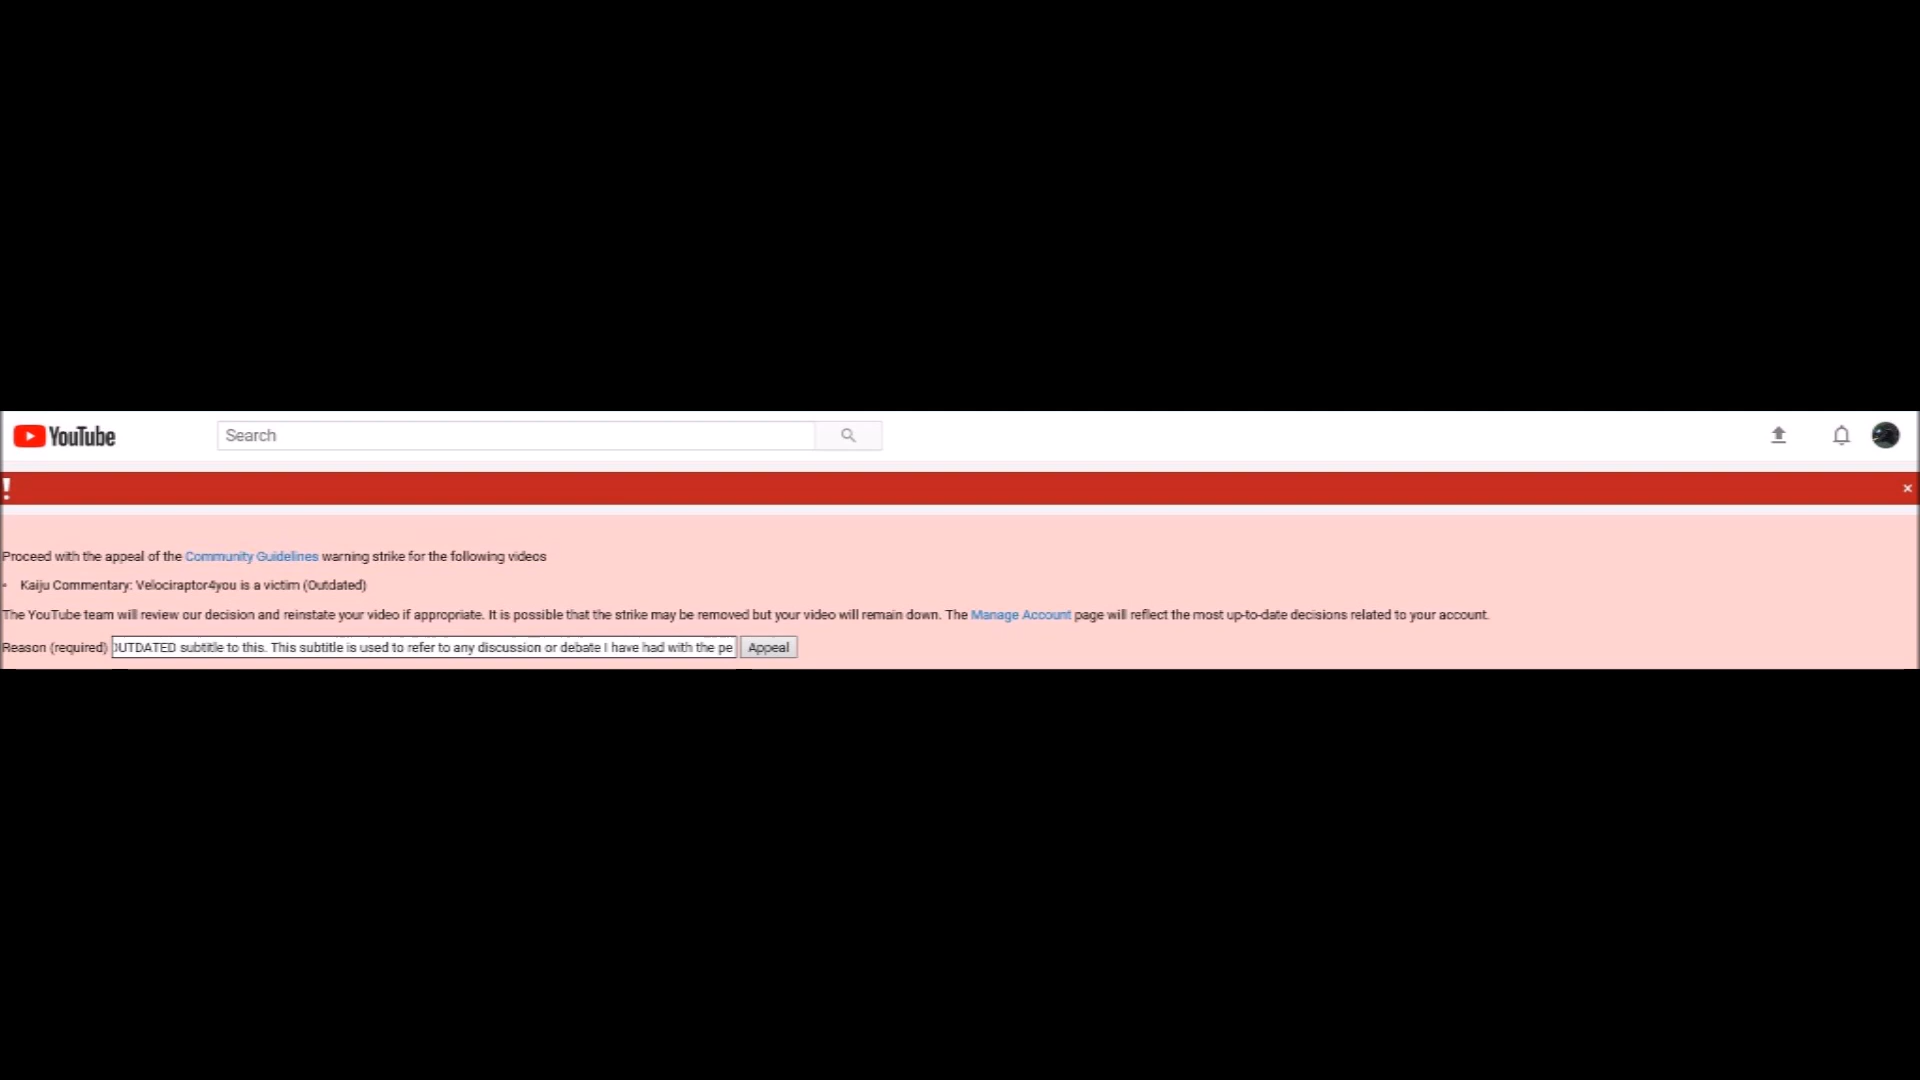 YouTube
Search
!
×
Proceed with the appeal of the Community Guidelines warning strike for the following videos
• Kaiju Commentary: Velociraptor4you is a victim (Outdated)
The YouTube team will review our decision and reinstate your video if appropriate. It is possible that the strike may be removed but your video will remain down. The Manage Account page will reflect the most up-to-date decisions related to your account.
Reason (required) OUTDATED subtitle to this. This subtitle is used to refer to any discussion or debate I have had with the pe Appeal